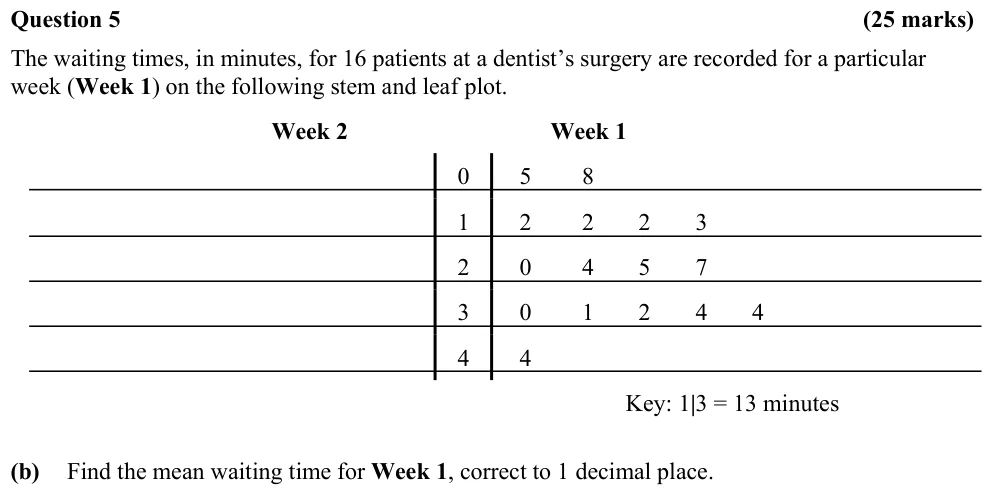 Question 5 (25 marks)
The waiting times, in minutes, for 16 patients at a dentist's surgery are recorded for a particular
week (Week 1) on the following stem and leaf plot.
Week 2 Week 1
0 5 8
1 2 2 2 3
2 0 4 5 7
3 0 1 2 4 4
4 4
Key: 1|3 = 13 minutes
(b) Find the mean waiting time for Week 1, correct to 1 decimal place.